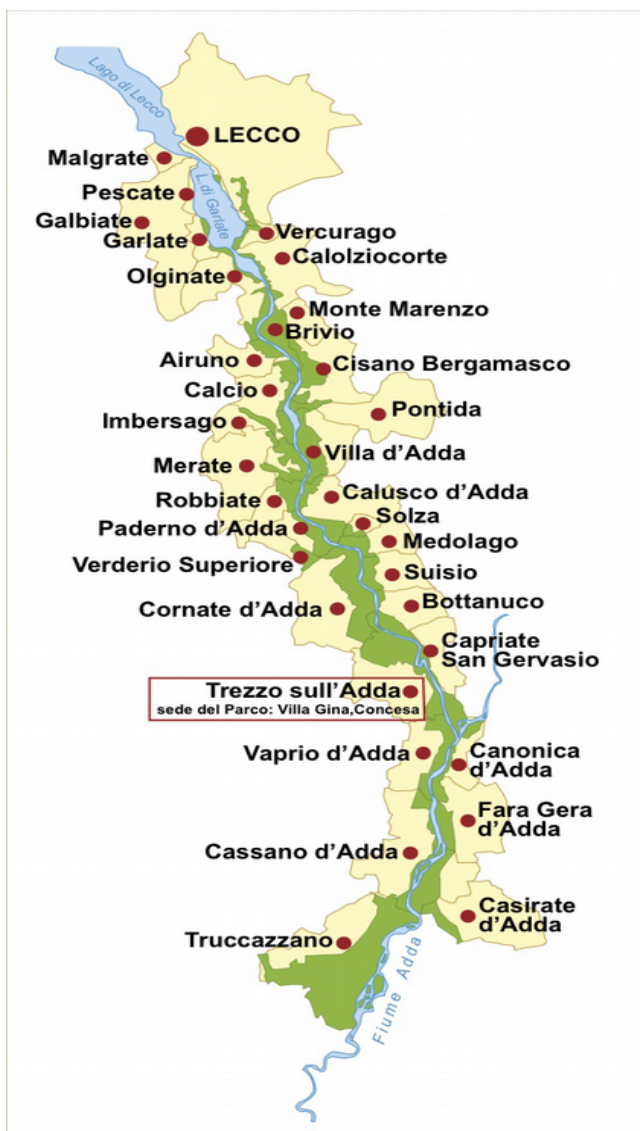 Lago di Lecco
LECCO
Malgrate
Pescate
L. di Garlate
Galbiate
Garlate
Vercurago
Calolziocorte
Olginate
Monte Marenzo
Brivio
Airuno
Cisano Bergamasco
Calcio
Pontida
Imbersago
Villa d'Adda
Merate
Calusco d'Adda
Robbiate
Solza
Paderno d'Adda
Medolago
Verderio Superiore
Suisio
Cornate d'Adda
Bottanuco
Capriate
San Gervasio
Trezzo sull'Adda
sede del Parco: Villa Gina,Concesa
Vaprio d'Adda
Canonica
d'Adda
Fara Gera
d'Adda
Cassano d'Adda
Casirate
d'Adda
Truccazzano
Fiume Adda